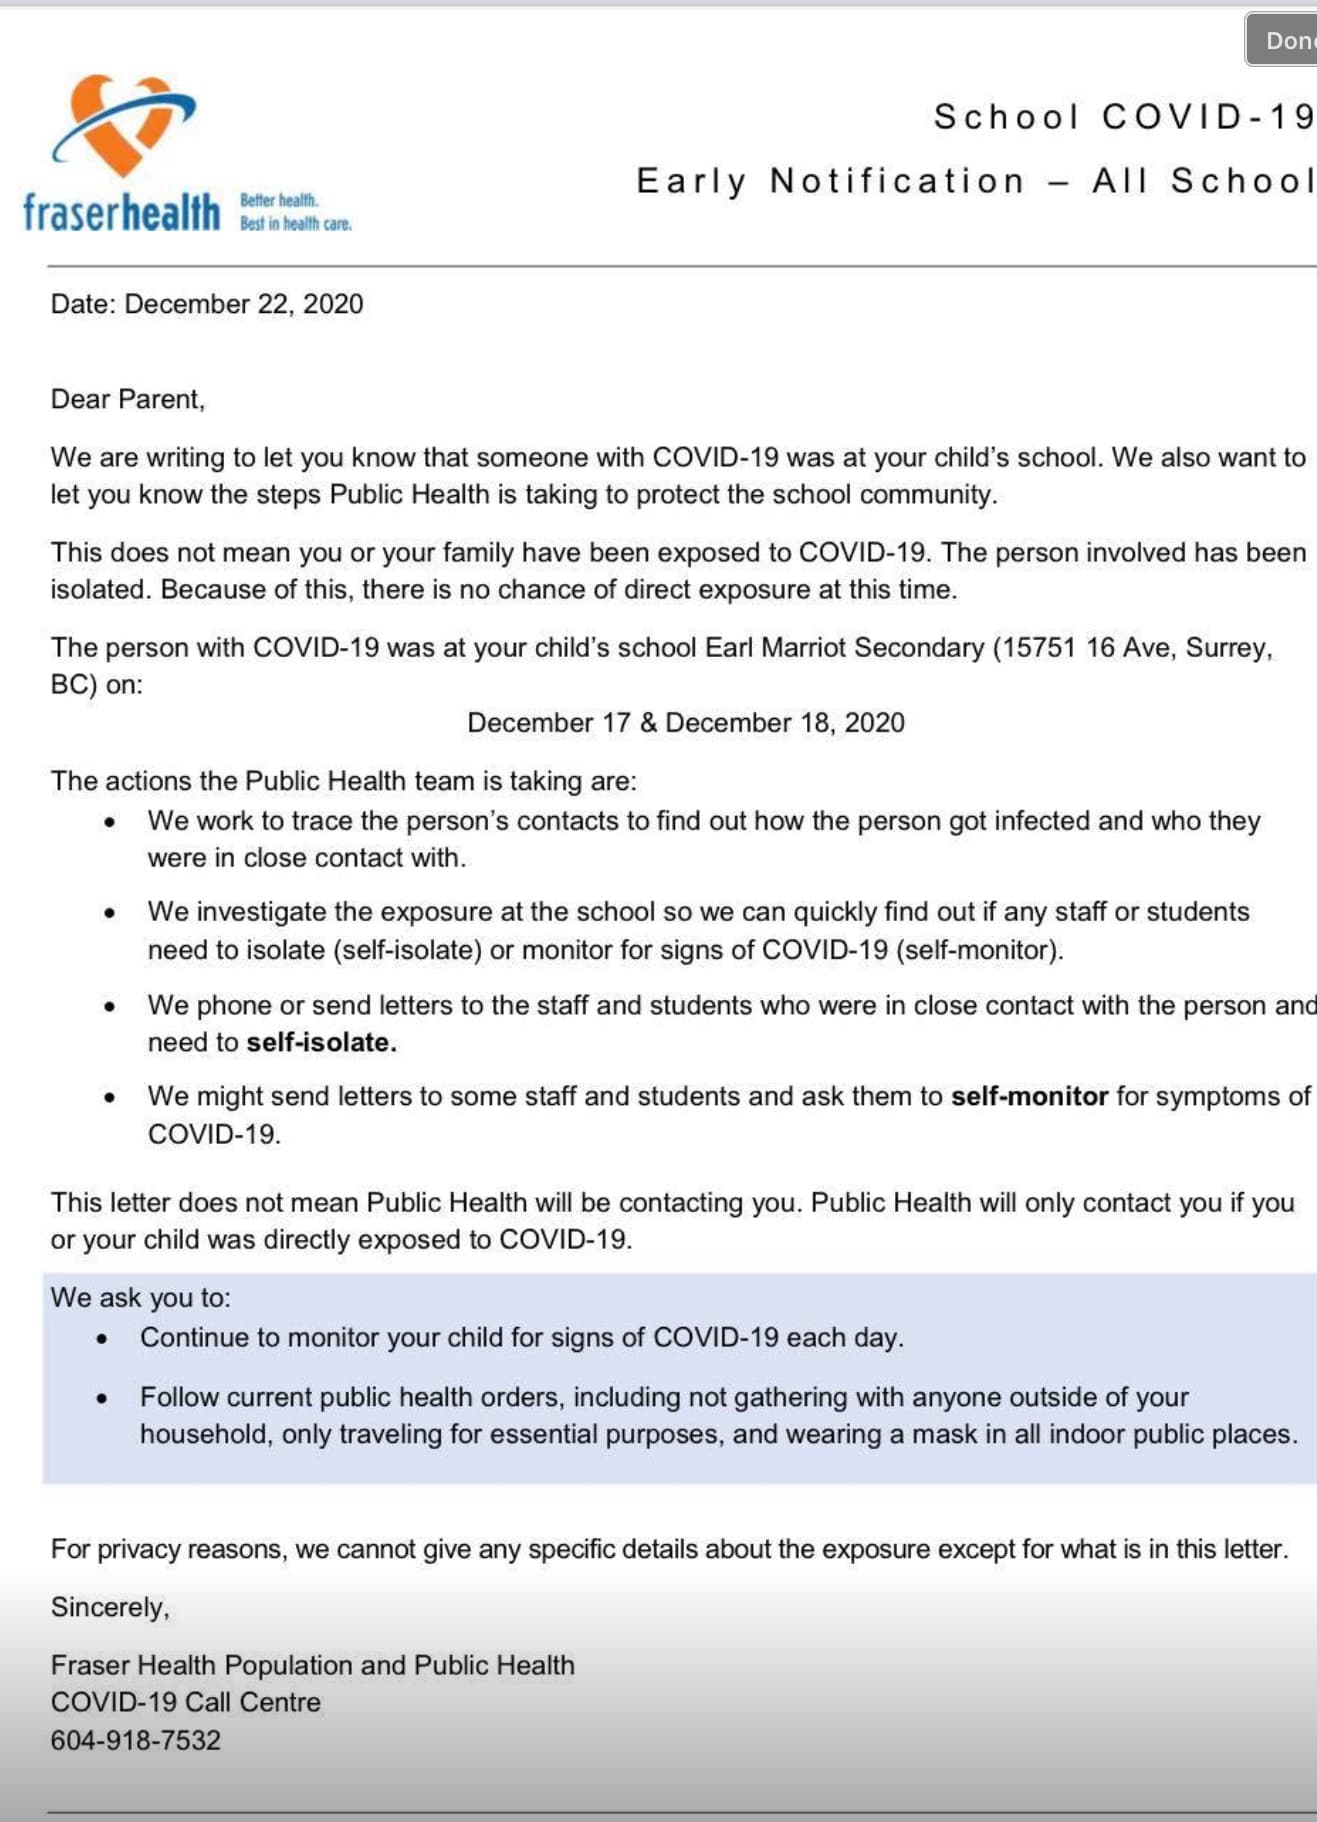 Done
School COVID-19
Early Notification – All School
fraserhealth
Better health.
Best in health care.
Date: December 22, 2020
Dear Parent,
We are writing to let you know that someone with COVID-19 was at your child’s school. We also want to
let you know the steps Public Health is taking to protect the school community.
This does not mean you or your family have been exposed to COVID-19. The person involved has been
isolated. Because of this, there is no chance of direct exposure at this time.
The person with COVID-19 was at your child’s school Earl Marriot Secondary (15751 16 Ave, Surrey,
BC) on:
December 17 & December 18, 2020
The actions the Public Health team is taking are:
• We work to trace the person’s contacts to find out how the person got infected and who they
were in close contact with.
• We investigate the exposure at the school so we can quickly find out if any staff or students
need to isolate (self-isolate) or monitor for signs of COVID-19 (self-monitor).
• We phone or send letters to the staff and students who were in close contact with the person and
need to self-isolate.
• We might send letters to some staff and students and ask them to self-monitor for symptoms of
COVID-19.
This letter does not mean Public Health will be contacting you. Public Health will only contact you if you
or your child was directly exposed to COVID-19.
We ask you to:
• Continue to monitor your child for signs of COVID-19 each day.
• Follow current public health orders, including not gathering with anyone outside of your
household, only traveling for essential purposes, and wearing a mask in all indoor public places.
For privacy reasons, we cannot give any specific details about the exposure except for what is in this letter.
Sincerely,
Fraser Health Population and Public Health
COVID-19 Call Centre
604-918-7532